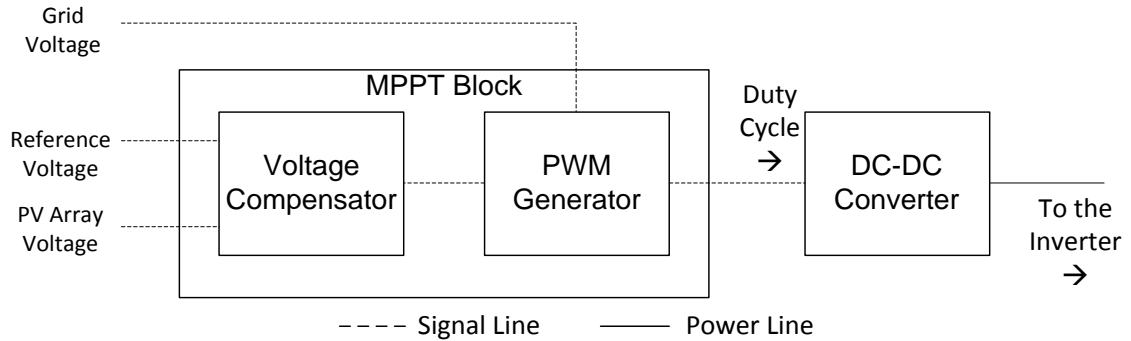 Grid
Voltage
MPPT Block
Reference
Voltage
PV Array
Voltage
Voltage
Compensator
PWM
Generator
Duty
Cycle
→
DC-DC
Converter
To the
Inverter
→
Signal Line
Power Line